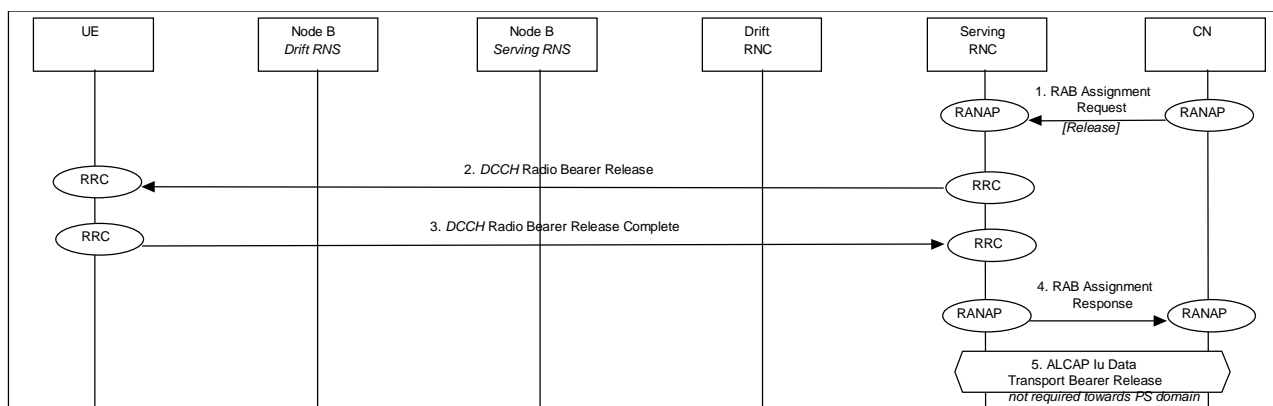 UE
Node B
Drift RNS
Node B
Serving RNS
Drift
RNC
Serving
RNC
CN
1. RAB Assignment
Request
[Release]
RANAP
RANAP
2. DCCH Radio Bearer Release
RRC
RRC
3. DCCH Radio Bearer Release Complete
RRC
RRC
4. RAB Assignment
Response
RANAP
RANAP
5. ALCAP Iu Data
Transport Bearer Release
not required towards PS domain